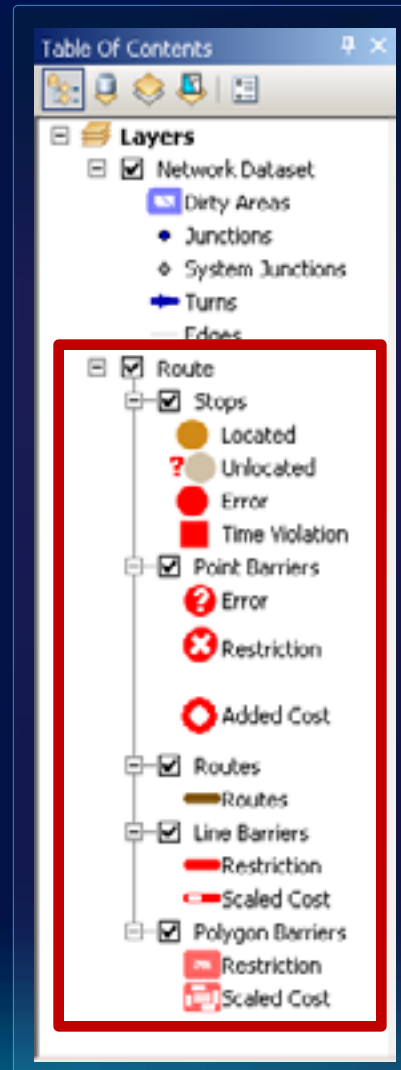 Table Of Contents
Layers
Network Dataset
Dirty Areas
Junctions
System Junctions
Turns
Edges
Route
Stops
Located
? Unlocated
Error
Time Violation
Point Barriers
? Error
Restriction
Added Cost
Routes
Routes
Line Barriers
Restriction
Scaled Cost
Polygon Barriers
Restriction
Scaled Cost